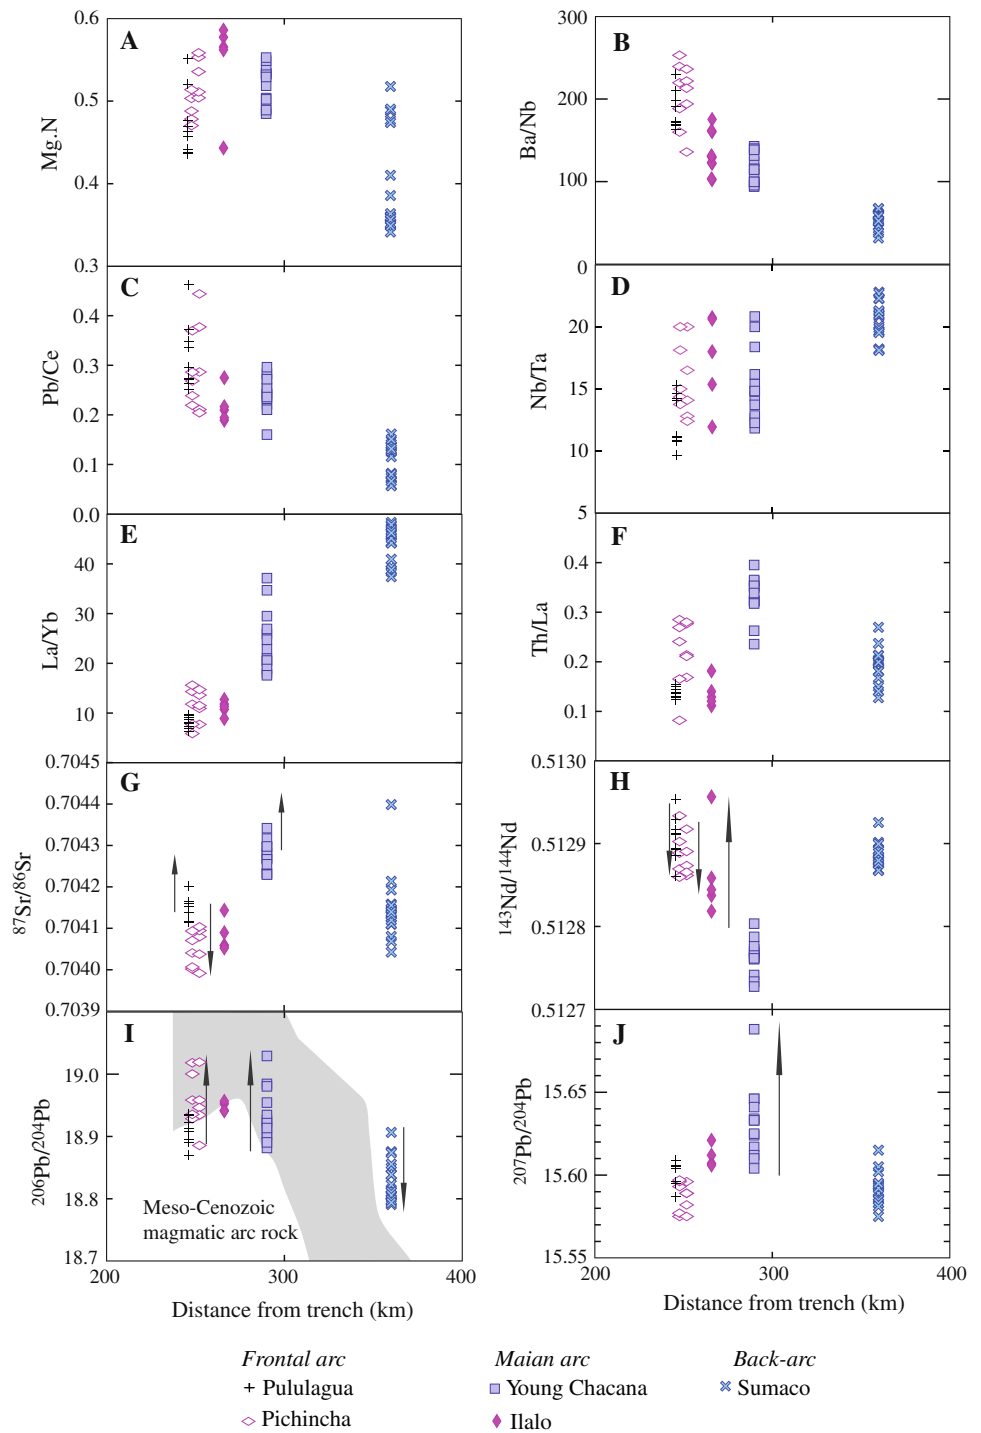 A
0.6
0.5
0.4
0.3
Mg.N
B
300
200
100
0
Ba/Nb
C
0.4
0.3
0.2
0.1
0.0
Pb/Ce
D
20
15
10
5
Nb/Ta
E
40
30
20
10
La/Yb
F
0.4
0.3
0.2
0.1
Th/La
G
0.7045
0.7044
0.7043
0.7042
0.7041
0.7040
0.7039
87Sr/86Sr
H
0.5130
0.5129
0.5128
0.5127
143Nd/144Nd
I
19.0
18.9
18.8
18.7
206Pb/204Pb
Meso-Cenozoic
magmatic arc rock
200 300 400
Distance from trench (km)
J
15.65
15.60
15.55
207Pb/204Pb
200 300 400
Distance from trench (km)
Frontal arc Maian arc Back-arc
Pululagua Young Chacana Sumaco
Pichincha Ilalo